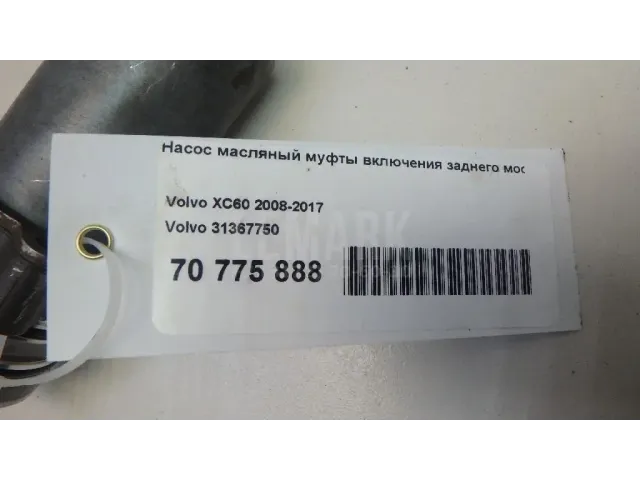 Насос масляный муфты включения заднего мос
Volvo XC60 2008-2017
Volvo 31367750
70 775 888